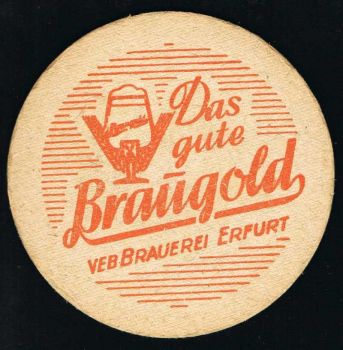 Das
gute
Braugold
VEB BRAUEREI ERFURT